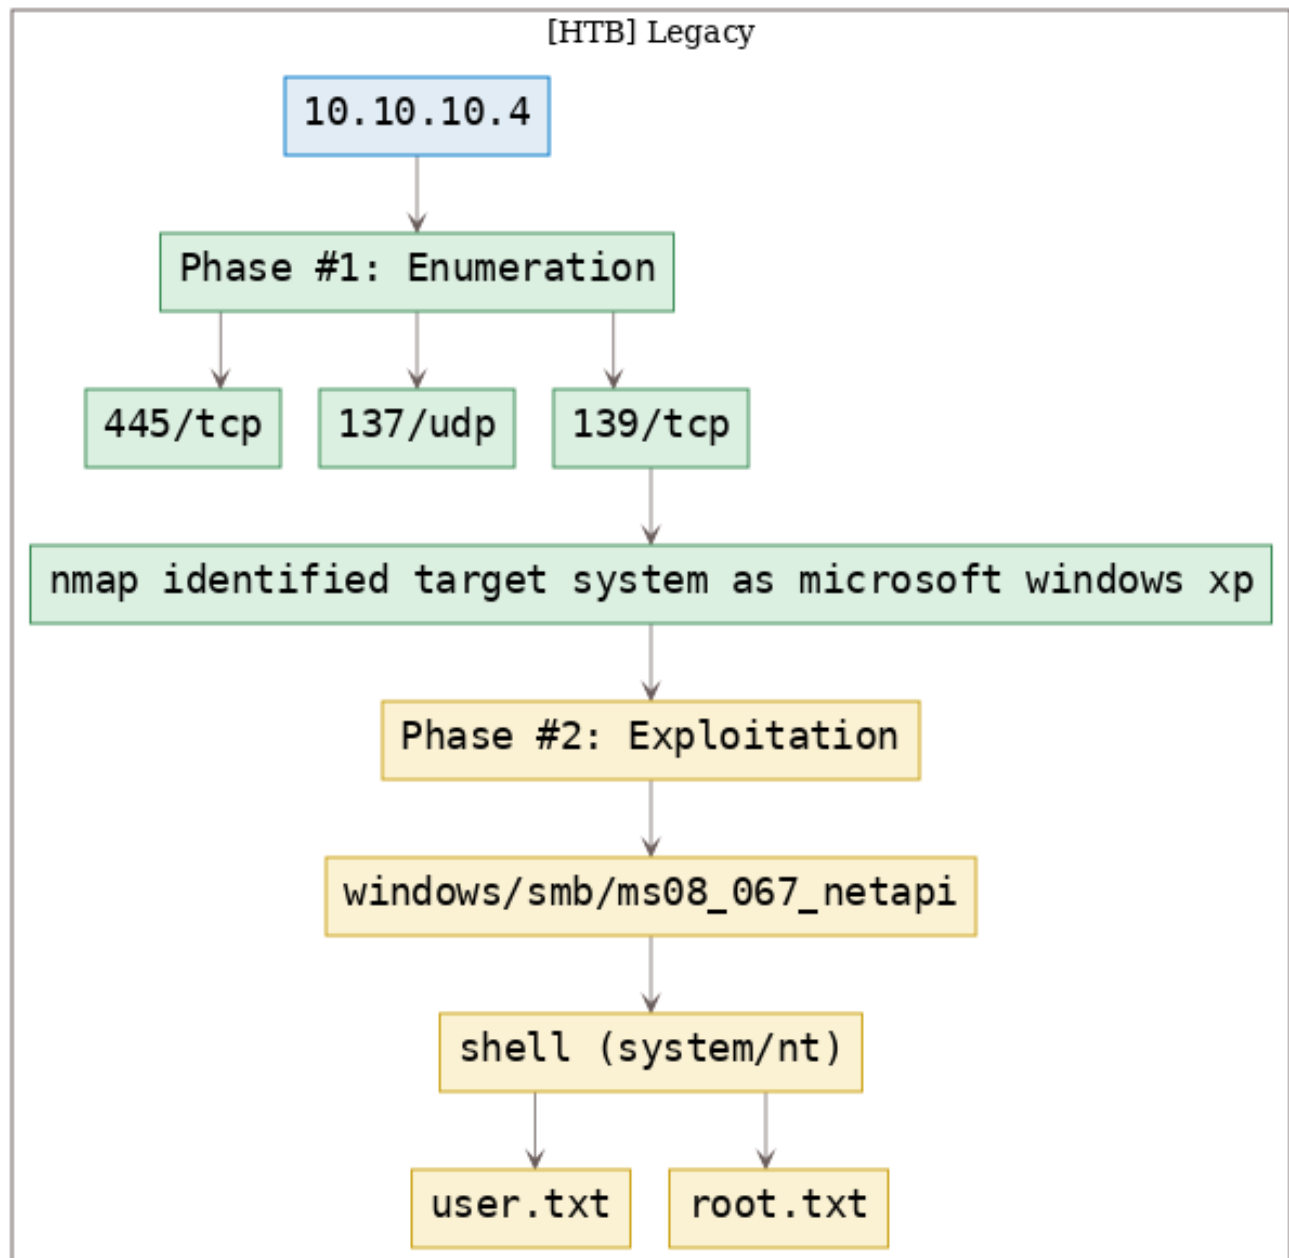 [HTB] Legacy
10.10.10.4
Phase #1: Enumeration
445/tcp
137/udp
139/tcp
nmap identified target system as microsoft windows xp
Phase #2: Exploitation
windows/smb/ms08_067_netapi
shell (system/nt)
user.txt
root.txt